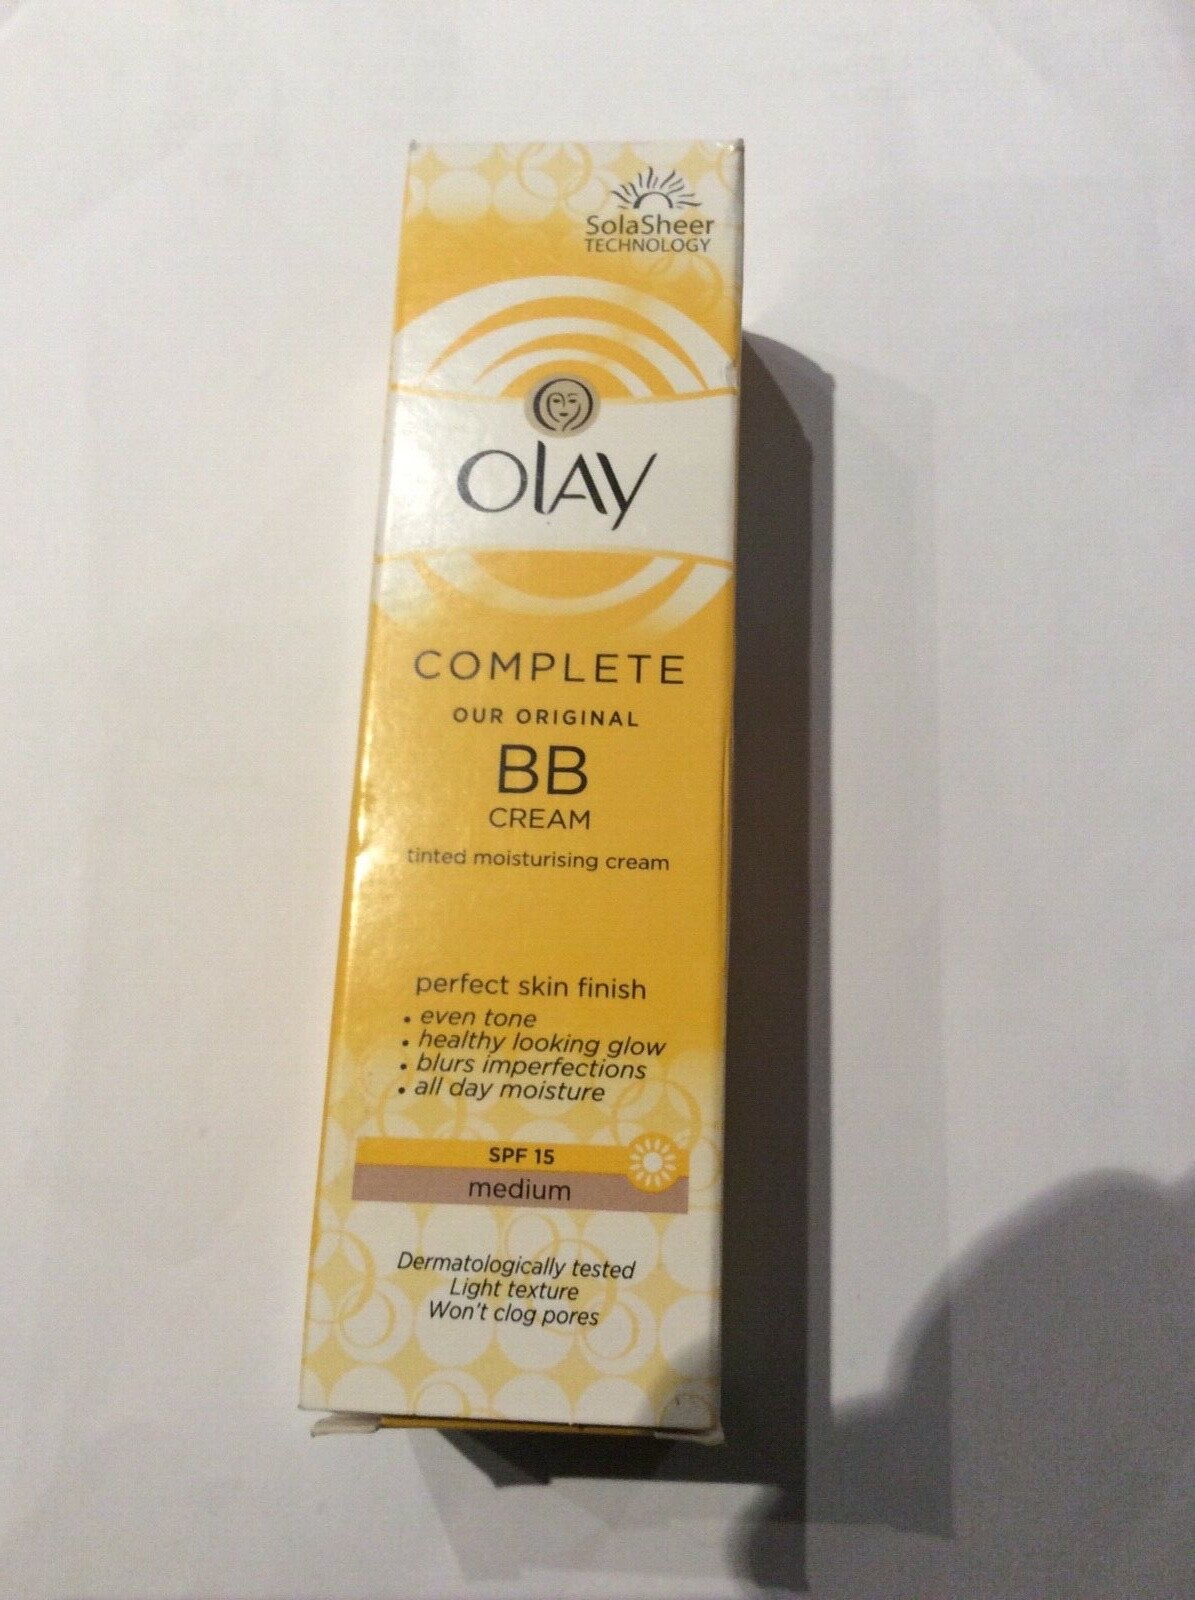 SolaSheer
TECHNOLOGY
OLAY
COMPLETE
OUR ORIGINAL
BB
CREAM
tinted moisturising cream
perfect skin finish
• even tone
• healthy looking glow
• blurs imperfections
• all day moisture
SPF 15
medium
Dermatologically tested
Light texture
Won't clog pores